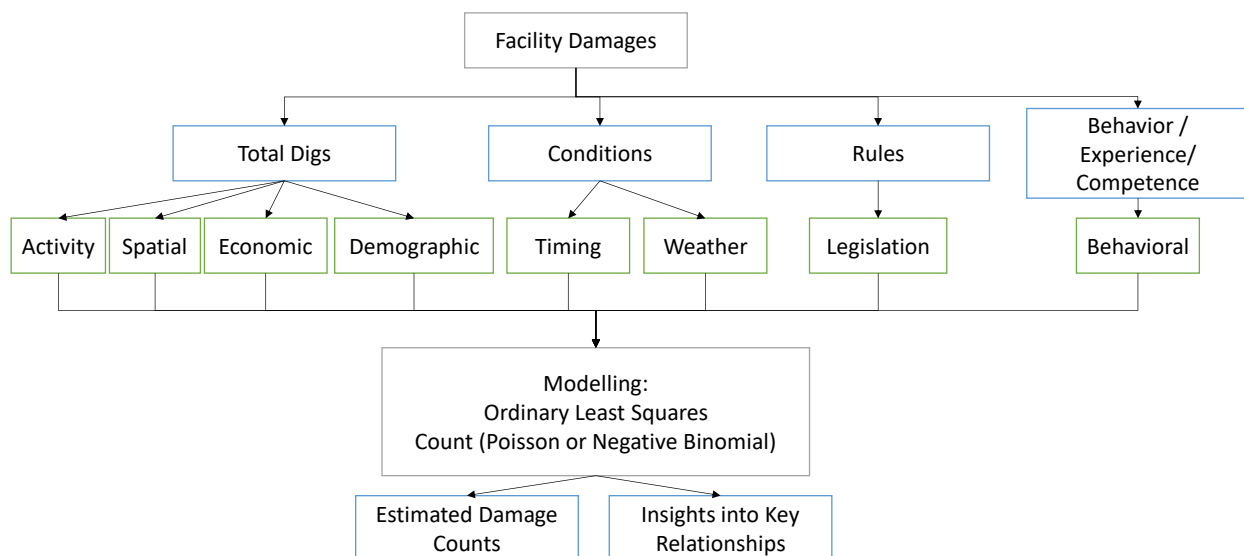 Facility Damages
Total Digs
Conditions
Rules
Behavior /
Experience/
Competence
Activity
Spatial
Economic
Demographic
Timing
Weather
Legislation
Behavioral
Modelling:
Ordinary Least Squares
Count (Poisson or Negative Binomial)
Estimated Damage
Counts
Insights into Key
Relationships